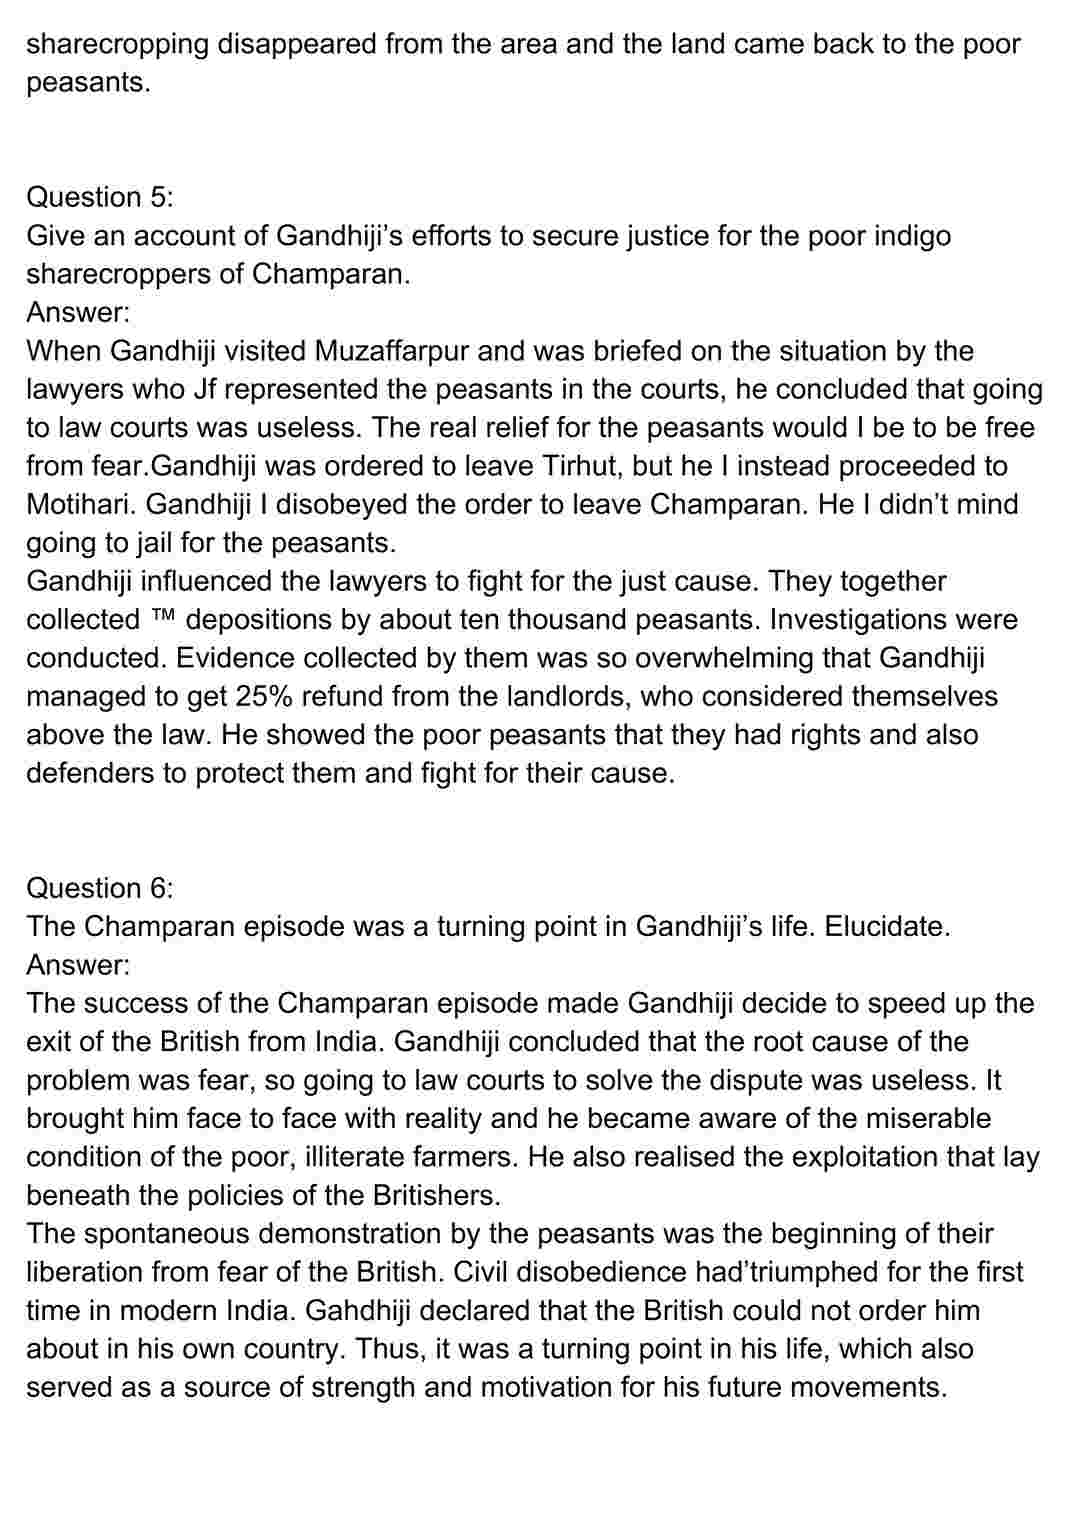 sharecropping disappeared from the area and the land came back to the poor
peasants.
Question 5:
Give an account of Gandhiji’s efforts to secure justice for the poor indigo
sharecroppers of Champaran.
Answer:
When Gandhiji visited Muzaffarpur and was briefed on the situation by the
lawyers who Jf represented the peasants in the courts, he concluded that going
to law courts was useless. The real relief for the peasants would I be to be free
from fear.Gandhiji was ordered to leave Tirhut, but he I instead proceeded to
Motihari. Gandhiji I disobeyed the order to leave Champaran. He I didn’t mind
going to jail for the peasants.
Gandhiji influenced the lawyers to fight for the just cause. They together
collected ™ depositions by about ten thousand peasants. Investigations were
conducted. Evidence collected by them was so overwhelming that Gandhiji
managed to get 25% refund from the landlords, who considered themselves
above the law. He showed the poor peasants that they had rights and also
defenders to protect them and fight for their cause.
Question 6:
The Champaran episode was a turning point in Gandhiji’s life. Elucidate.
Answer:
The success of the Champaran episode made Gandhiji decide to speed up the
exit of the British from India. Gandhiji concluded that the root cause of the
problem was fear, so going to law courts to solve the dispute was useless. It
brought him face to face with reality and he became aware of the miserable
condition of the poor, illiterate farmers. He also realised the exploitation that lay
beneath the policies of the Britishers.
The spontaneous demonstration by the peasants was the beginning of their
liberation from fear of the British. Civil disobedience had’triumphed for the first
time in modern India. Gahdhiji declared that the British could not order him
about in his own country. Thus, it was a turning point in his life, which also
served as a source of strength and motivation for his future movements.